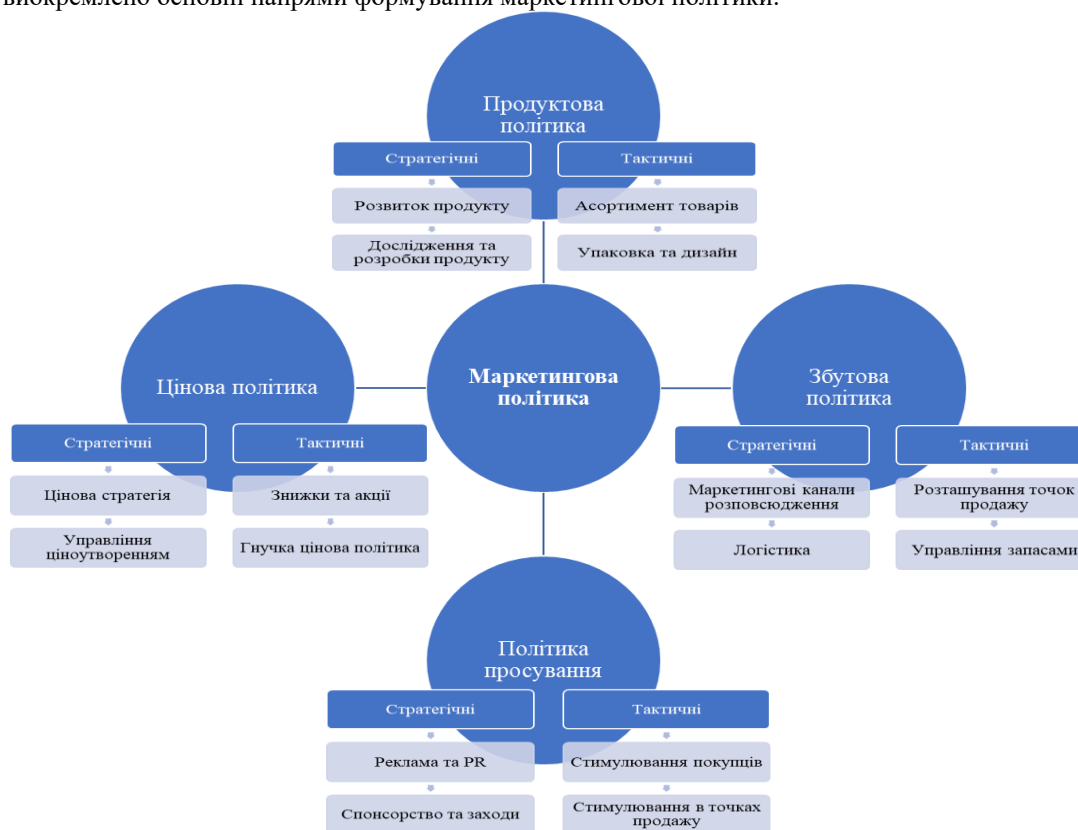 виокремлено основні напрями формування маркетингової політики.
Продуктова
політика
Стратегічні
Тактичні
Розвиток продукту
Асортимент товарів
Дослідження та
розробки продукту
Упаковка та дизайн
Цінова політика
Маркетингова
політика
Збутова
політика
Стратегічні
Тактичні
Стратегічні
Тактичні
Цінова стратегія
Знижки та акції
Маркетингові канали
розповсюдження
Розташування точок
продажу
Управління
ціноутворенням
Гнучка цінова політика
Логістика
Управління запасами
Політика
просування
Стратегічні
Тактичні
Реклама та PR
Стимулювання покупців
Спонсорство та заходи
Стимулювання в точках
продажу